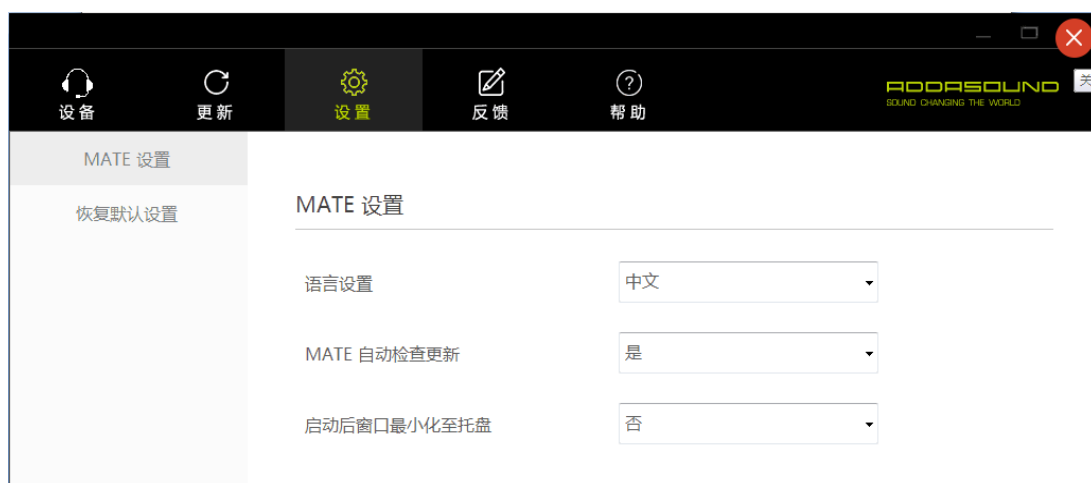 设备
更新
设置
反馈
帮助
ADDASOUND
SOUND CHANGING THE WORLD
关
MATE 设置
恢复默认设置
MATE 设置
语言设置
中文
MATE 自动检查更新
是
启动后窗口最小化至托盘
否